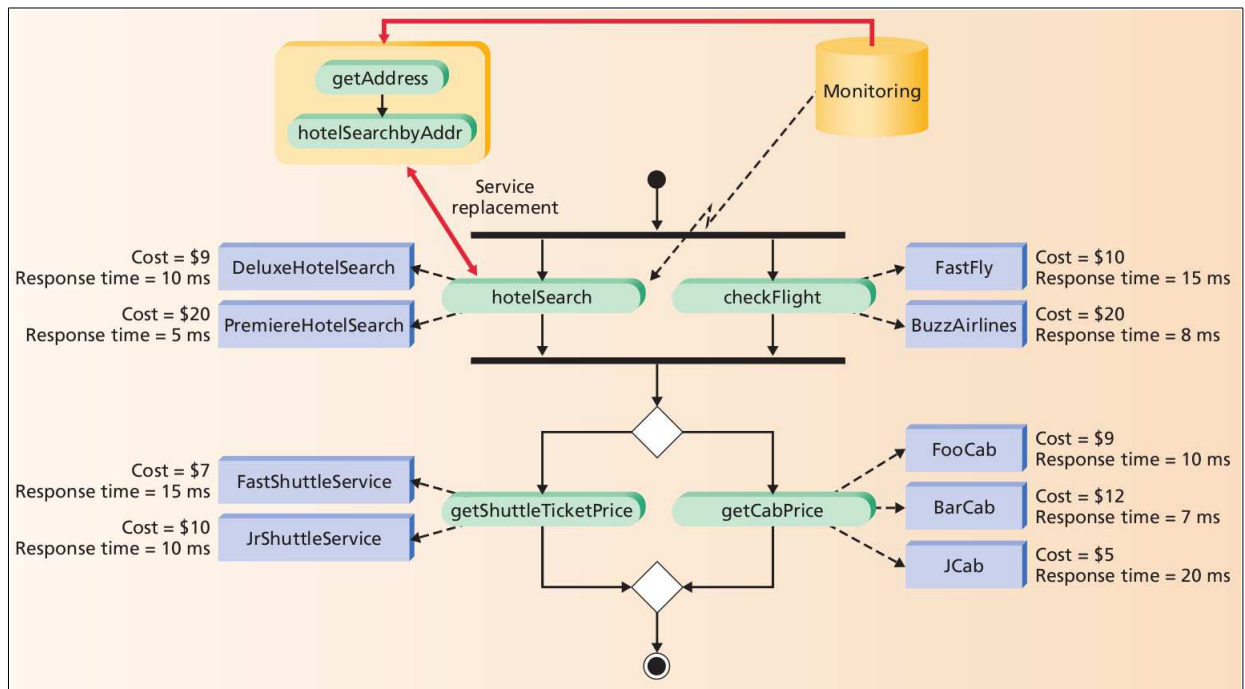 getAddress
hotelSearchbyAddr
Monitoring
Service
replacement
Cost = $9
Response time = 10 ms
DeluxeHotelSearch
Cost = $20
Response time = 5 ms
PremiereHotelSearch
hotelSearch
checkFlight
FastFly
Cost = $10
Response time = 15 ms
BuzzAirlines
Cost = $20
Response time = 8 ms
Cost = $7
Response time = 15 ms
FastShuttleService
Cost = $10
Response time = 10 ms
JrShuttleService
getShuttleTicketPrice
getCabPrice
FooCab
Cost = $9
Response time = 10 ms
BarCab
Cost = $12
Response time = 7 ms
JCab
Cost = $5
Response time = 20 ms